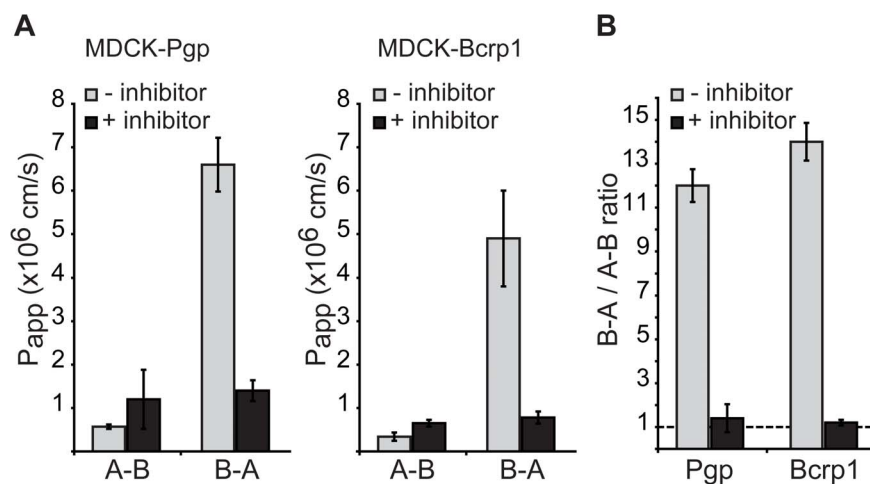 A
B
MDCK-Pgp
MDCK-Bcrp1
- inhibitor
+ inhibitor
8
7
6
5
4
3
2
1
Papp (x10⁶ cm/s)
A-B B-A
- inhibitor
+ inhibitor
8
7
6
5
4
3
2
1
Papp (x10⁶ cm/s)
A-B B-A
- inhibitor
+ inhibitor
15
13
11
9
7
5
3
1
B-A / A-B ratio
Pgp Bcrp1